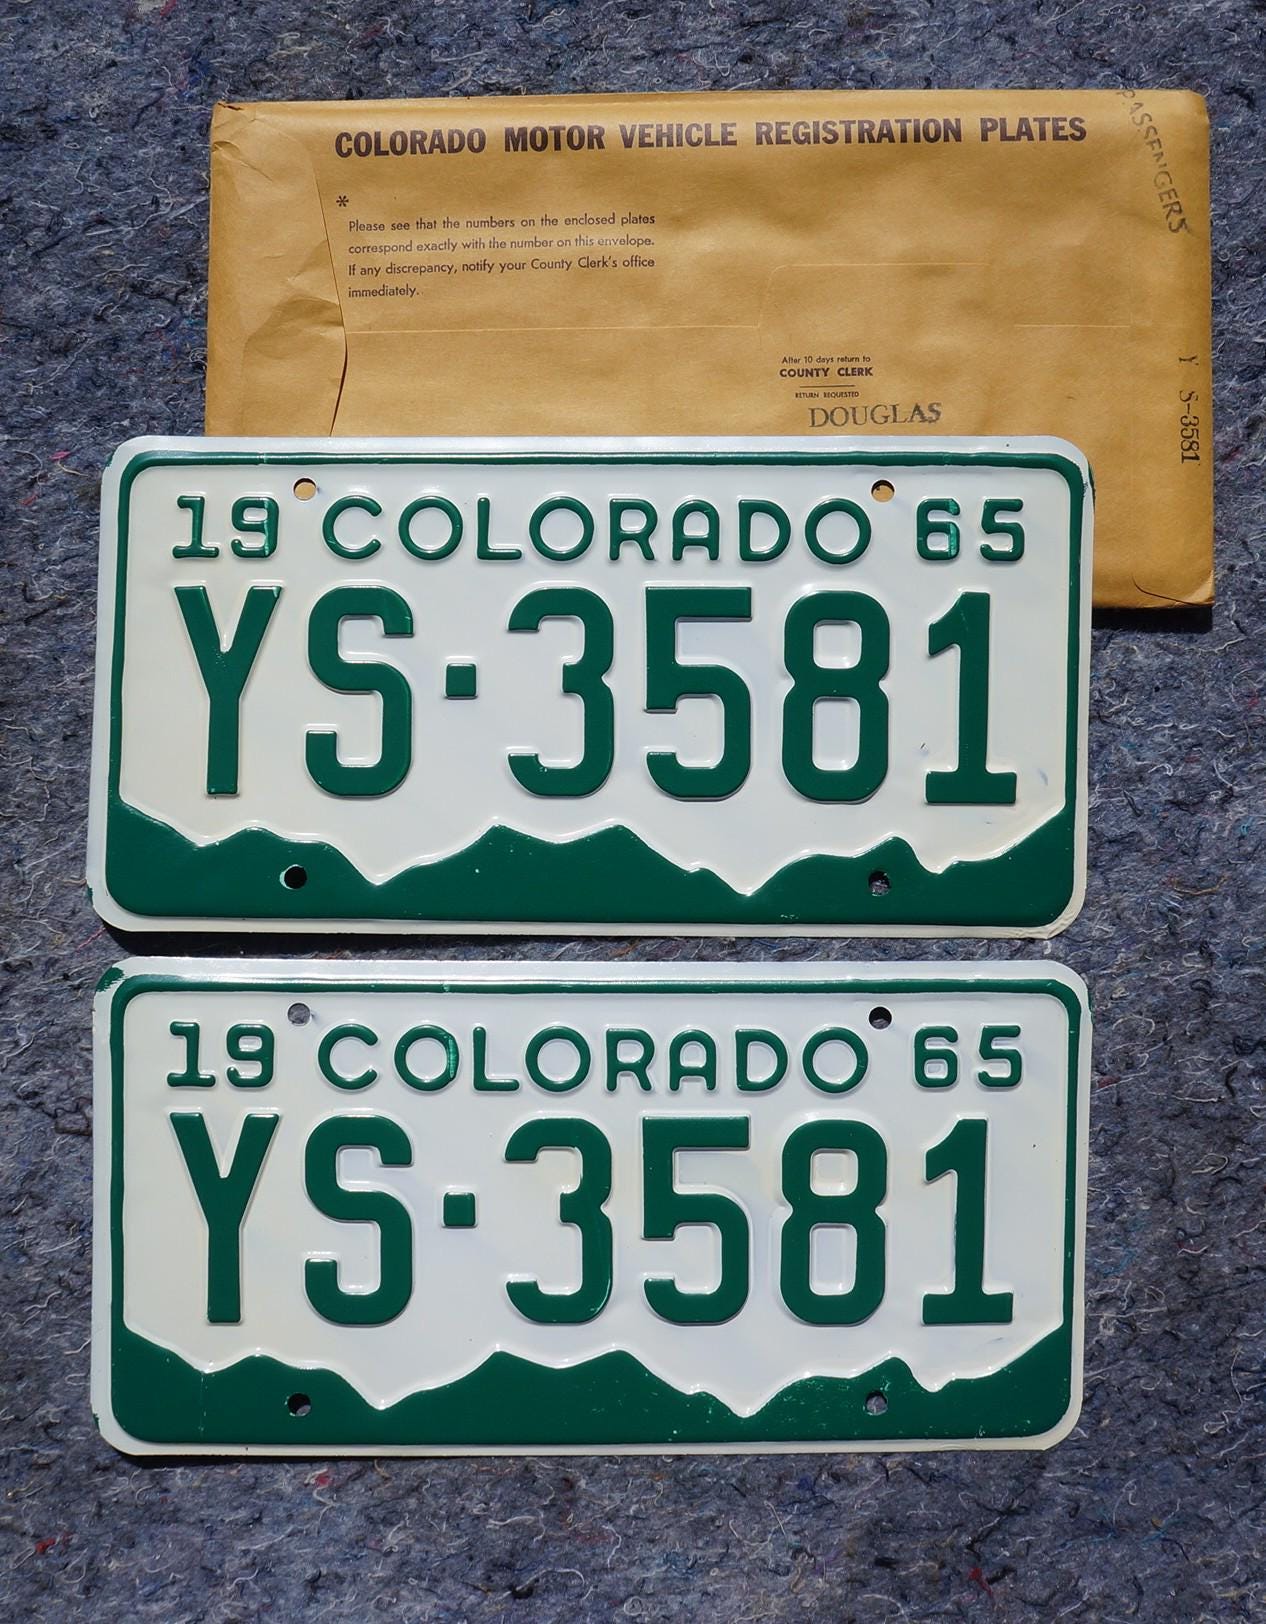 COLORADO MOTOR VEHICLE REGISTRATION PLATES
PASSENGERS
*
Please see that the numbers on the enclosed plates
correspond exactly with the number on this envelope.
If any discrepancy, notify your County Clerk's office
immediately.
After 10 days return to
COUNTY CLERK
RETURN REQUESTED
DOUGLAS
Y S-3581
19 COLORADO 65
YS·3581
19 COLORADO 65
YS·3581